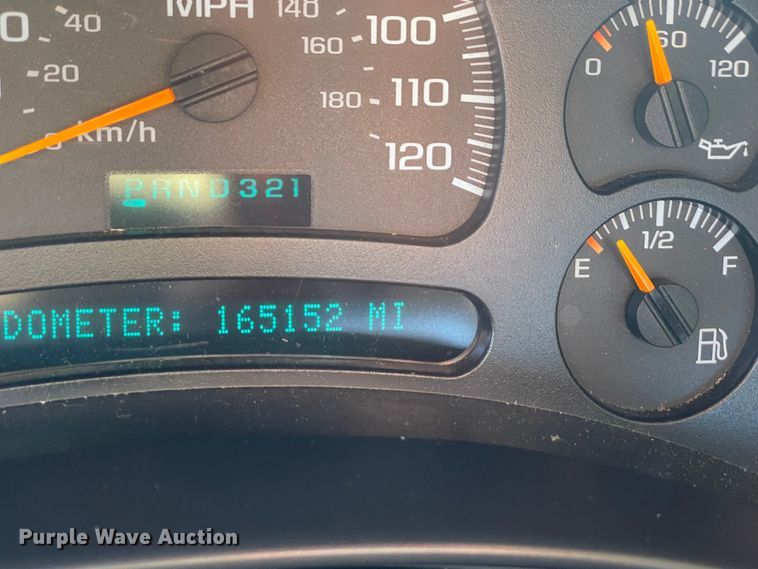 MPH 140
40 160 100
20 180 110
km/h 120
PRND321
0 60 120
1/2
E F
DOMETER: 165152 MI
Purple Wave Auction